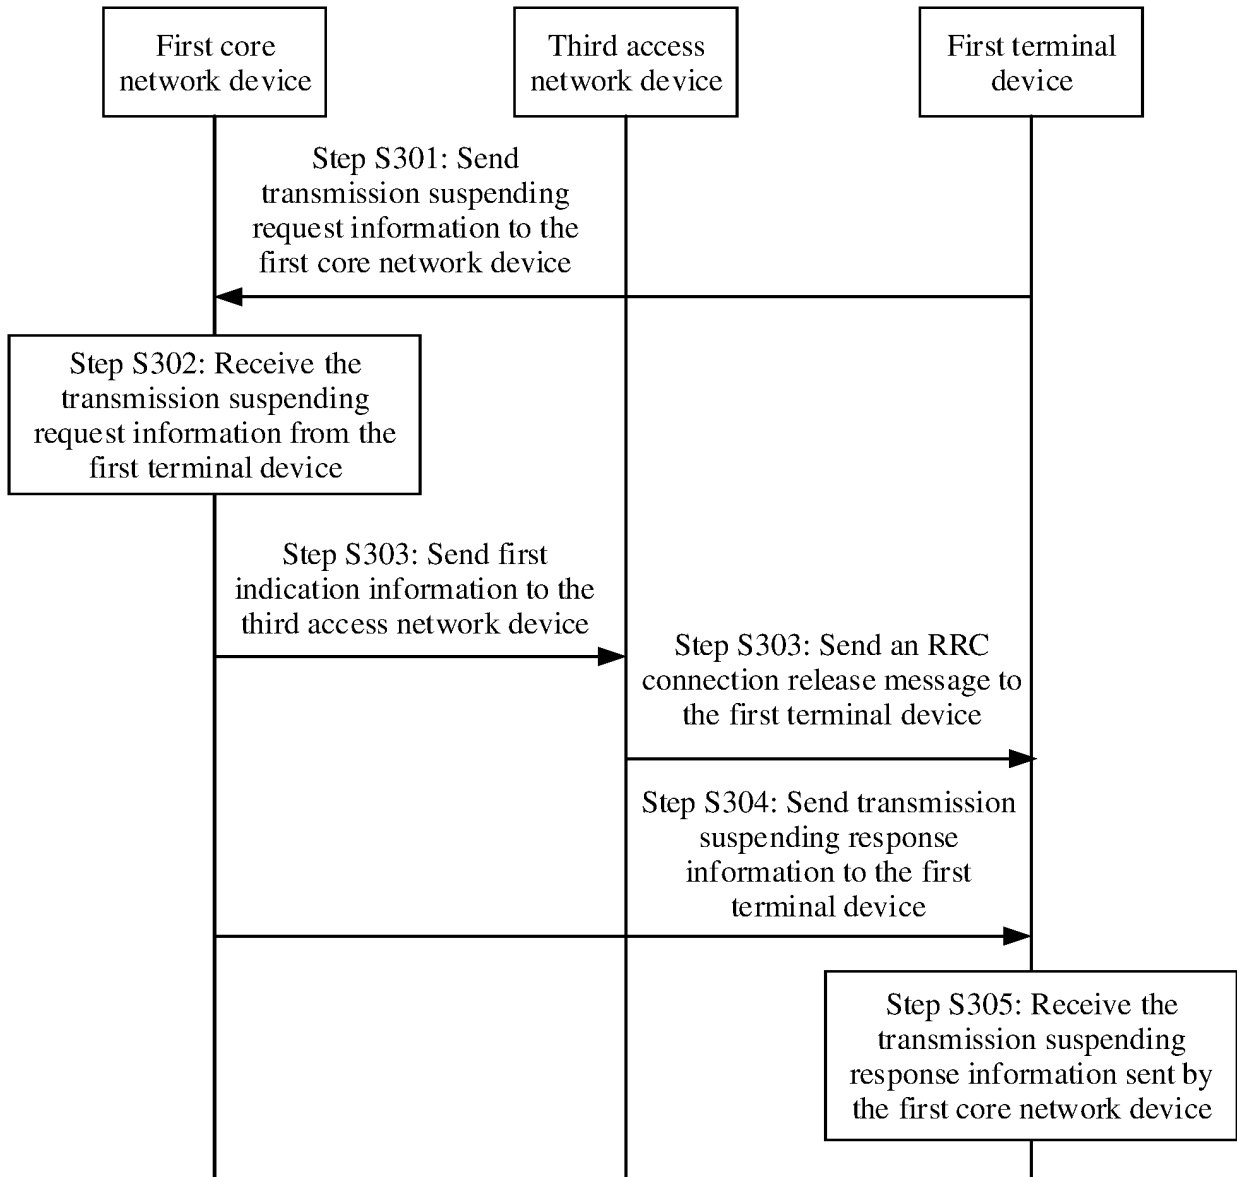 First core
network device
Third access
network device
First terminal
device
Step S301: Send
transmission suspending
request information to the
first core network device
Step S302: Receive the
transmission suspending
request information from the
first terminal device
Step S303: Send first
indication information to the
third access network device
Step S303: Send an RRC
connection release message to
the first terminal device
Step S304: Send transmission
suspending response
information to the first
terminal device
Step S305: Receive the
transmission suspending
response information sent by
the first core network device